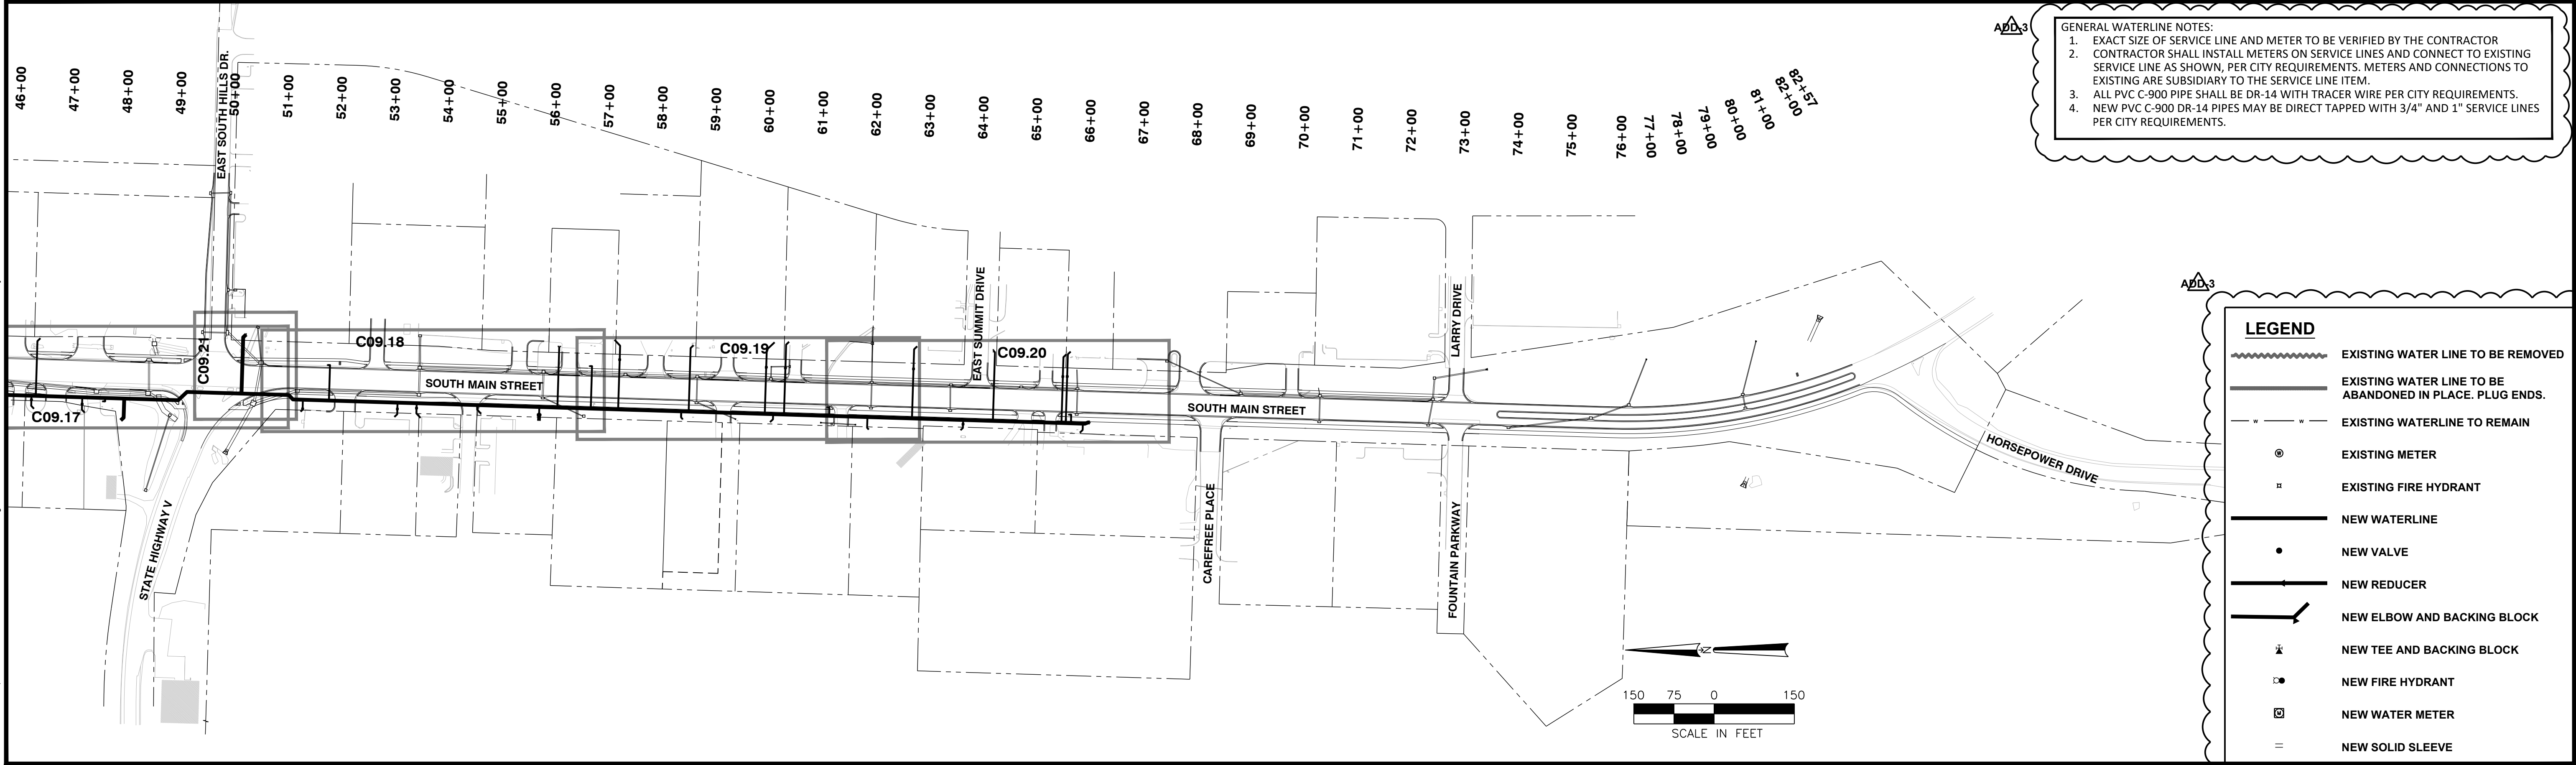 ADD-3
GENERAL WATERLINE NOTES:
1. EXACT SIZE OF SERVICE LINE AND METER TO BE VERIFIED BY THE CONTRACTOR
2. CONTRACTOR SHALL INSTALL METERS ON SERVICE LINES AND CONNECT TO EXISTING
SERVICE LINE AS SHOWN, PER CITY REQUIREMENTS. METERS AND CONNECTIONS TO
EXISTING ARE SUBSIDIARY TO THE SERVICE LINE ITEM.
3. ALL PVC C-900 PIPE SHALL BE DR-14 WITH TRACER WIRE PER CITY REQUIREMENTS.
4. NEW PVC C-900 DR-14 PIPES MAY BE DIRECT TAPPED WITH 3/4" AND 1" SERVICE LINES
PER CITY REQUIREMENTS.
46+00
47+00
48+00
49+00
50+00
51+00
52+00
53+00
54+00
55+00
56+00
57+00
58+00
59+00
60+00
61+00
62+00
63+00
64+00
65+00
66+00
67+00
68+00
69+00
70+00
71+00
72+00
73+00
74+00
75+00
76+00
77+00
78+00
79+00
80+00
81+00
82+00
82+57
EAST SOUTH HILLS DR.
EAST SUMMIT DRIVE
LARRY DRIVE
C09.21
C09.18
C09.19
C09.20
C09.17
SOUTH MAIN STREET
SOUTH MAIN STREET
HORSEPOWER DRIVE
STATE HIGHWAY V
CAREFREE PLACE
FOUNTAIN PARKWAY
N
150 75 0 150
SCALE IN FEET
ADD-3
LEGEND
EXISTING WATER LINE TO BE REMOVED
EXISTING WATER LINE TO BE
ABANDONED IN PLACE. PLUG ENDS.
W W EXISTING WATERLINE TO REMAIN
EXISTING METER
EXISTING FIRE HYDRANT
NEW WATERLINE
NEW VALVE
NEW REDUCER
NEW ELBOW AND BACKING BLOCK
NEW TEE AND BACKING BLOCK
NEW FIRE HYDRANT
NEW WATER METER
NEW SOLID SLEEVE